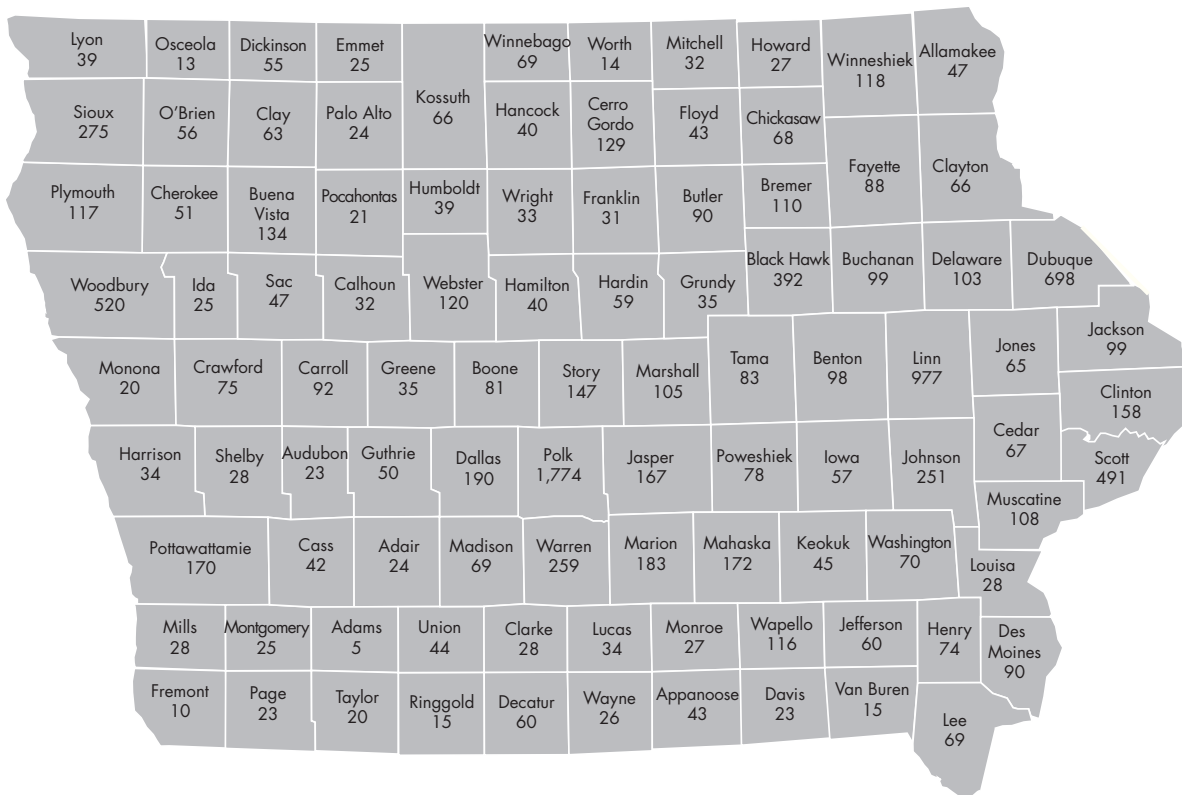 Lyon
39
Osceola
13
Dickinson
55
Emmet
25
Kossuth
66
Winnebago
69
Worth
14
Mitchell
32
Howard
27
Winneshiek
118
Allamakee
47
Sioux
275
O'Brien
56
Clay
63
Palo Alto
24
Hancock
40
Cerro
Gordo
129
Floyd
43
Chickasaw
68
Fayette
88
Clayton
66
Plymouth
117
Cherokee
51
Buena
Vista
134
Pocahontas
21
Humboldt
39
Wright
33
Franklin
31
Butler
90
Bremer
110
Woodbury
520
Ida
25
Sac
47
Calhoun
32
Webster
120
Hamilton
40
Hardin
59
Grundy
35
Black Hawk
392
Buchanan
99
Delaware
103
Dubuque
698
Monona
20
Crawford
75
Carroll
92
Greene
35
Boone
81
Story
147
Marshall
105
Tama
83
Benton
98
Linn
977
Jones
65
Jackson
99
Clinton
158
Harrison
34
Shelby
28
Audubon
23
Guthrie
50
Dallas
190
Polk
1,774
Jasper
167
Poweshiek
78
Iowa
57
Johnson
251
Cedar
67
Scott
491
Muscatine
108
Pottawattamie
170
Cass
42
Adair
24
Madison
69
Warren
259
Marion
183
Mahaska
172
Keokuk
45
Washington
70
Louisa
28
Mills
28
Montgomery
25
Adams
5
Union
44
Clarke
28
Lucas
34
Monroe
27
Wapello
116
Jefferson
60
Henry
74
Des
Moines
90
Fremont
10
Page
23
Taylor
20
Ringgold
15
Decatur
60
Wayne
26
Appanoose
43
Davis
23
Van Buren
15
Lee
69